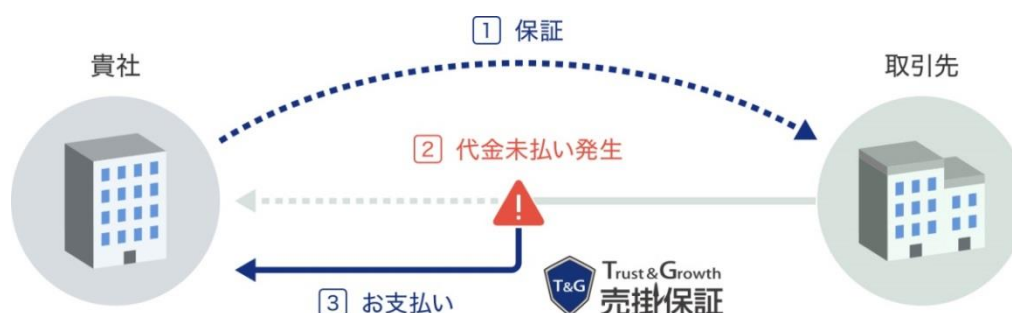 1 保証
貴社
取引先
2 代金未払い発生
Trust & Growth
T&G
売掛保証
3 お支払い